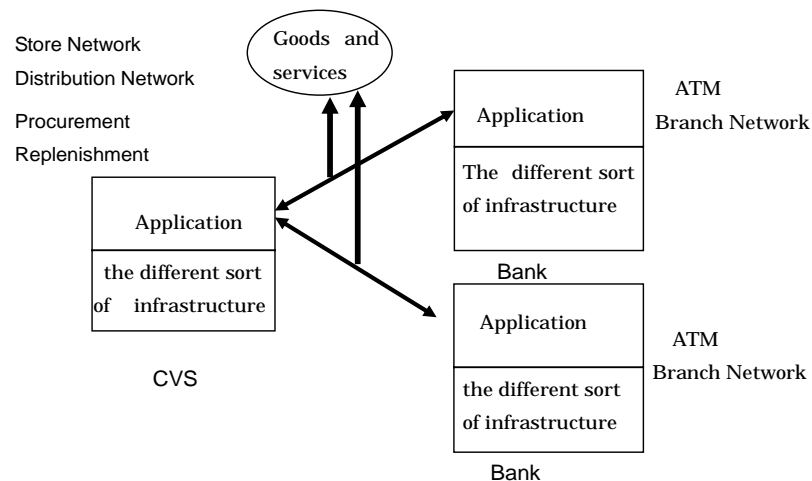 Store Network
Distribution Network
Procurement
Replenishment
Goods and
services
Application
the different sort
of infrastructure
CVS
Application
The different sort
of infrastructure
Bank
ATM
Branch Network
Application
the different sort
of infrastructure
Bank
ATM
Branch Network